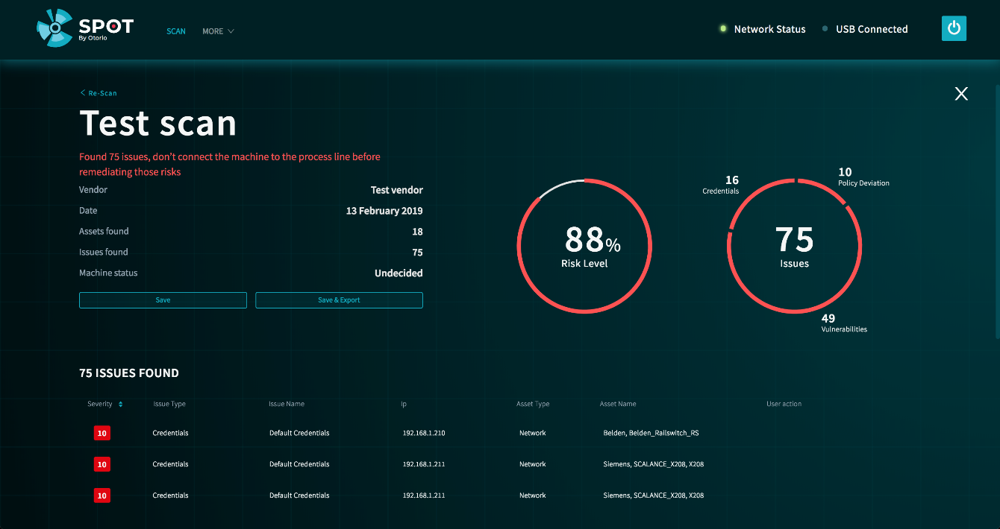 SPOT
By Otorio
SCAN
MORE
Network Status
USB Connected
Re-Scan
X
Test scan
Found 75 issues, don't connect the machine to the process line before
remediating those risks
Vendor Test vendor
Date 13 February 2019
Assets found 18
Issues found 75
Machine status Undecided
Save
Save & Export
88%
Risk Level
16
Credentials
10
Policy Deviation
75
Issues
49
Vulnerabilities
75 ISSUES FOUND
Severity Issue Type Issue Name Ip Asset Type Asset Name User action
10 Credentials Default Credentials 192.168.1.210 Network Belden, Belden_Railswitch_RS
10 Credentials Default Credentials 192.168.1.211 Network Siemens, SCALANCE_X208, X208
10 Credentials Default Credentials 192.168.1.211 Network Siemens, SCALANCE_X208, X208